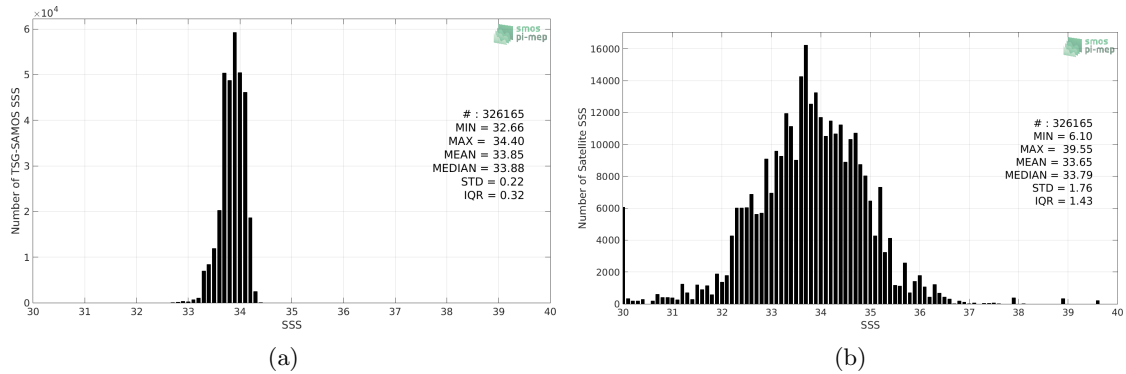 ×10⁴
6
5
4
3
2
1
0
Number of TSG-SAMOS SSS
30 31 32 33 34 35 36 37 38 39 40
SSS
smos
pi-mep
# : 326165
MIN = 32.66
MAX = 34.40
MEAN = 33.85
MEDIAN = 33.88
STD = 0.22
IQR = 0.32
(a)
16000
14000
12000
10000
8000
6000
4000
2000
0
Number of Satellite SSS
30 31 32 33 34 35 36 37 38 39 40
SSS
smos
pi-mep
# : 326165
MIN = 6.10
MAX = 39.55
MEAN = 33.65
MEDIAN = 33.79
STD = 1.76
IQR = 1.43
(b)